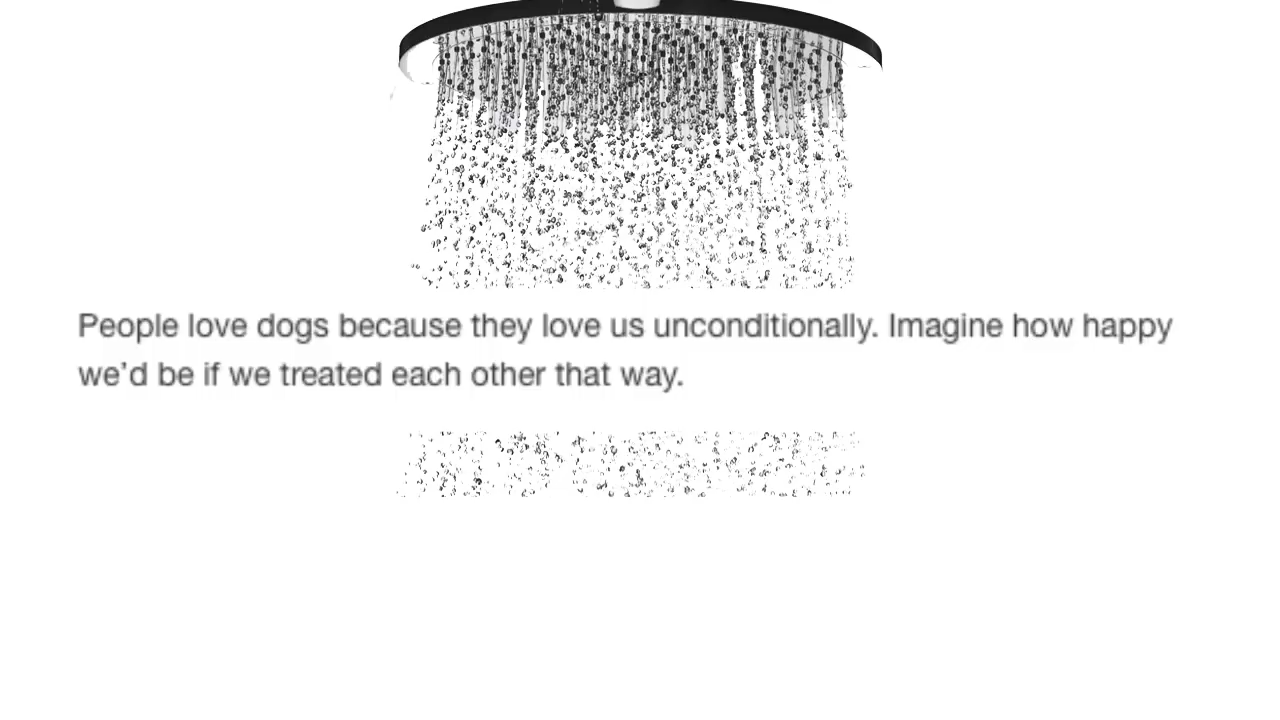 People love dogs because they love us unconditionally. Imagine how happy
we'd be if we treated each other that way.